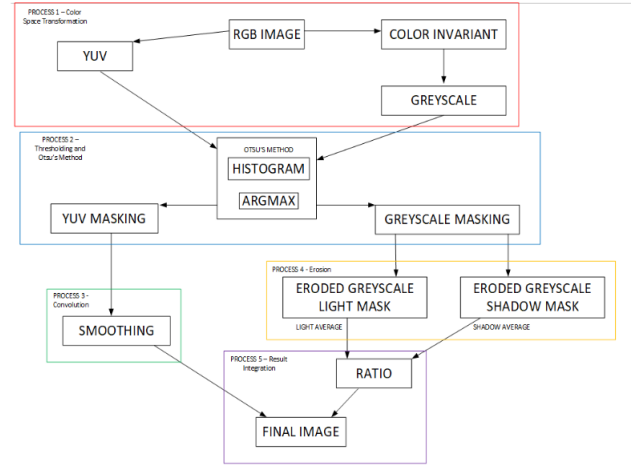 PROCESS 1 – Color
Space Transformation
RGB IMAGE
COLOR INVARIANT
YUV
GREYSCALE
PROCESS 2 –
Thresholding and
Otsu's Method
OTSU'S METHOD
HISTOGRAM
ARGMAX
YUV MASKING
GREYSCALE MASKING
PROCESS 3 -
Convolution
SMOOTHING
PROCESS 4 - Erosion
ERODED GREYSCALE
LIGHT MASK
ERODED GREYSCALE
SHADOW MASK
LIGHT AVERAGE
SHADOW AVERAGE
PROCESS 5 – Result
Integration
RATIO
FINAL IMAGE